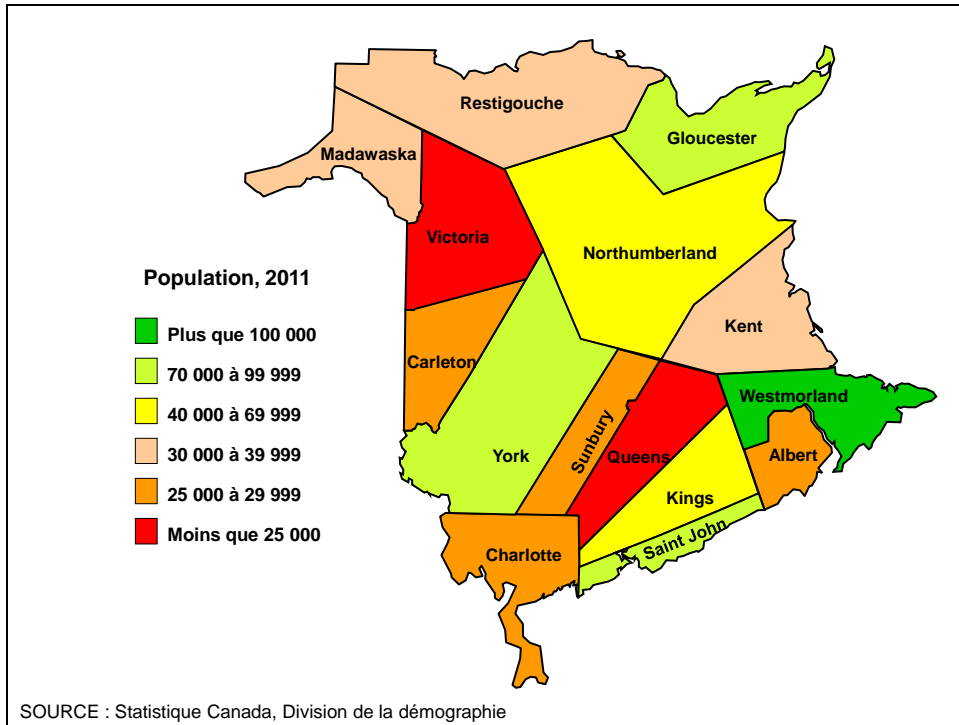 Restigouche
Gloucester
Madawaska
Victoria
Northumberland
Population, 2011
Plus que 100 000
70 000 à 99 999
40 000 à 69 999
30 000 à 39 999
25 000 à 29 999
Moins que 25 000
Kent
Carleton
Westmorland
York
Sunbury
Queens
Albert
Kings
Saint John
Charlotte
SOURCE : Statistique Canada, Division de la démographie